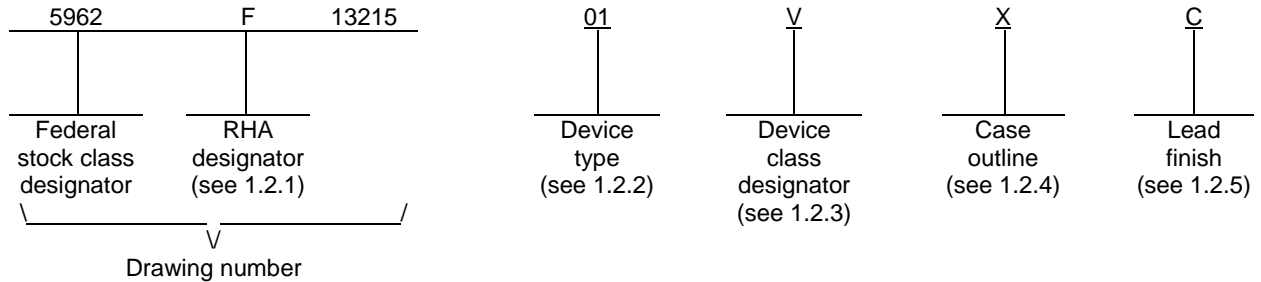 5962 F 13215 01 V X C
Federal RHA Device Device Case Lead
stock class designator type class outline finish
designator (see 1.2.1) (see 1.2.2) designator (see 1.2.4) (see 1.2.5)
(see 1.2.3)
Drawing number